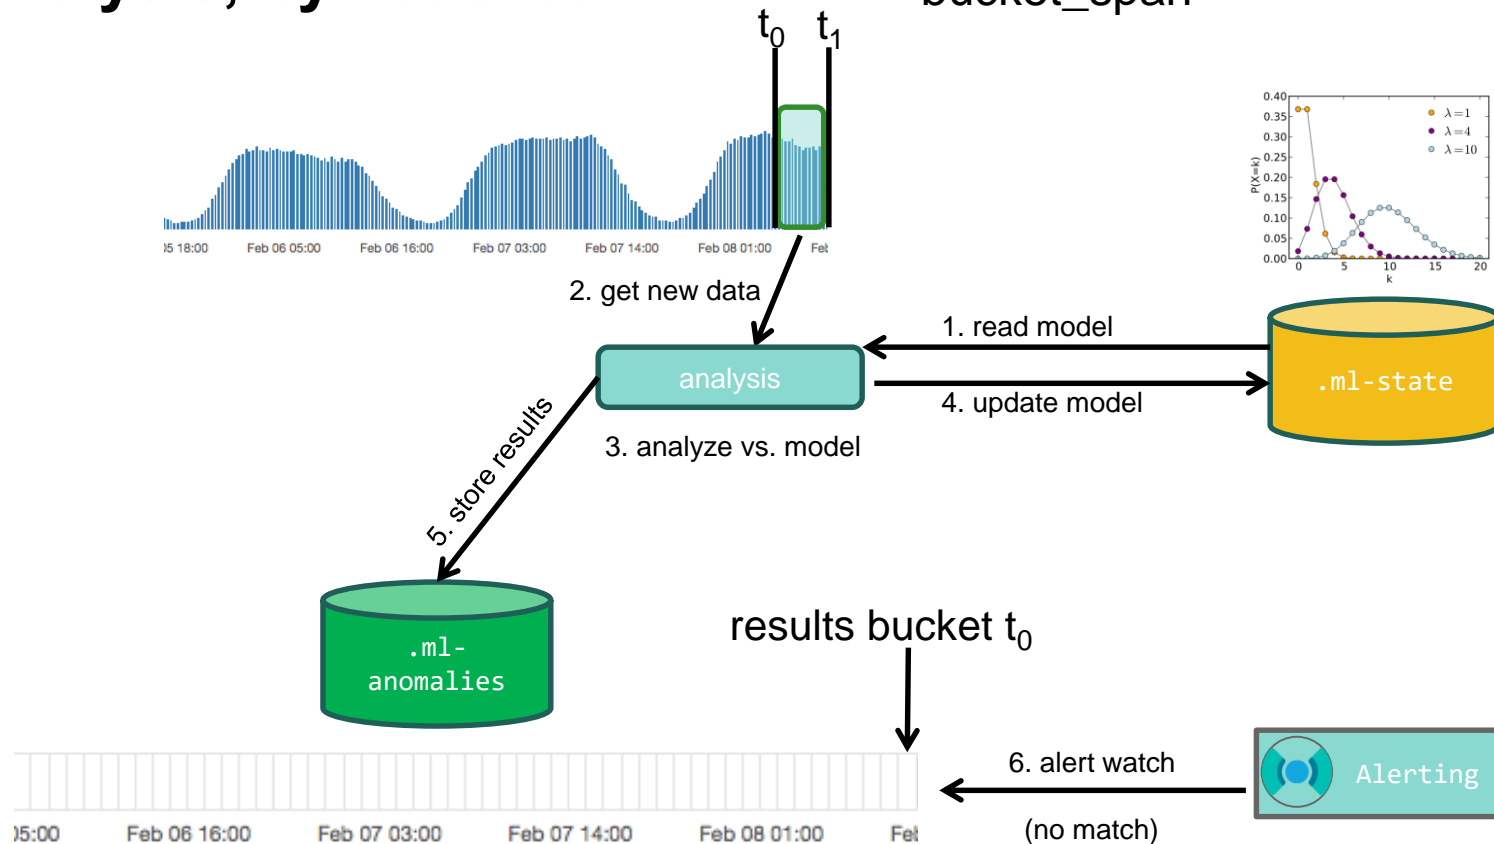 bucket_span
t0 t1
0.40
0.35
0.30
0.25
0.20
0.15
0.10
0.05
0.00
P(X=k)
λ=1
λ=4
λ=10
0 5 10 15 20
k
18:00 Feb 06 05:00 Feb 06 16:00 Feb 07 03:00 Feb 07 14:00 Feb 08 01:00
2. get new data
1. read model
analysis
.ml-state
4. update model
3. analyze vs. model
5. store results
.ml-
anomalies
results bucket t0
6. alert watch
Alerting
(no match)
05:00 Feb 06 16:00 Feb 07 03:00 Feb 07 14:00 Feb 08 01:00